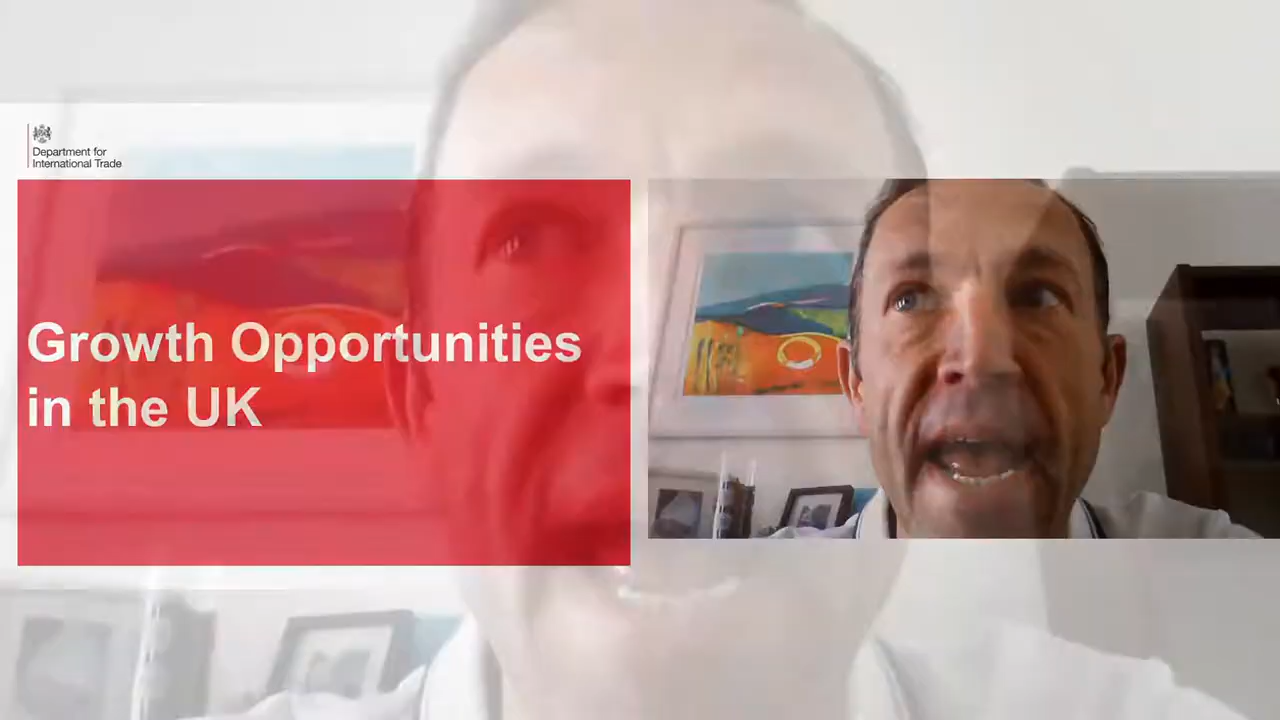 Department for
International Trade
Growth Opportunities
in the UK